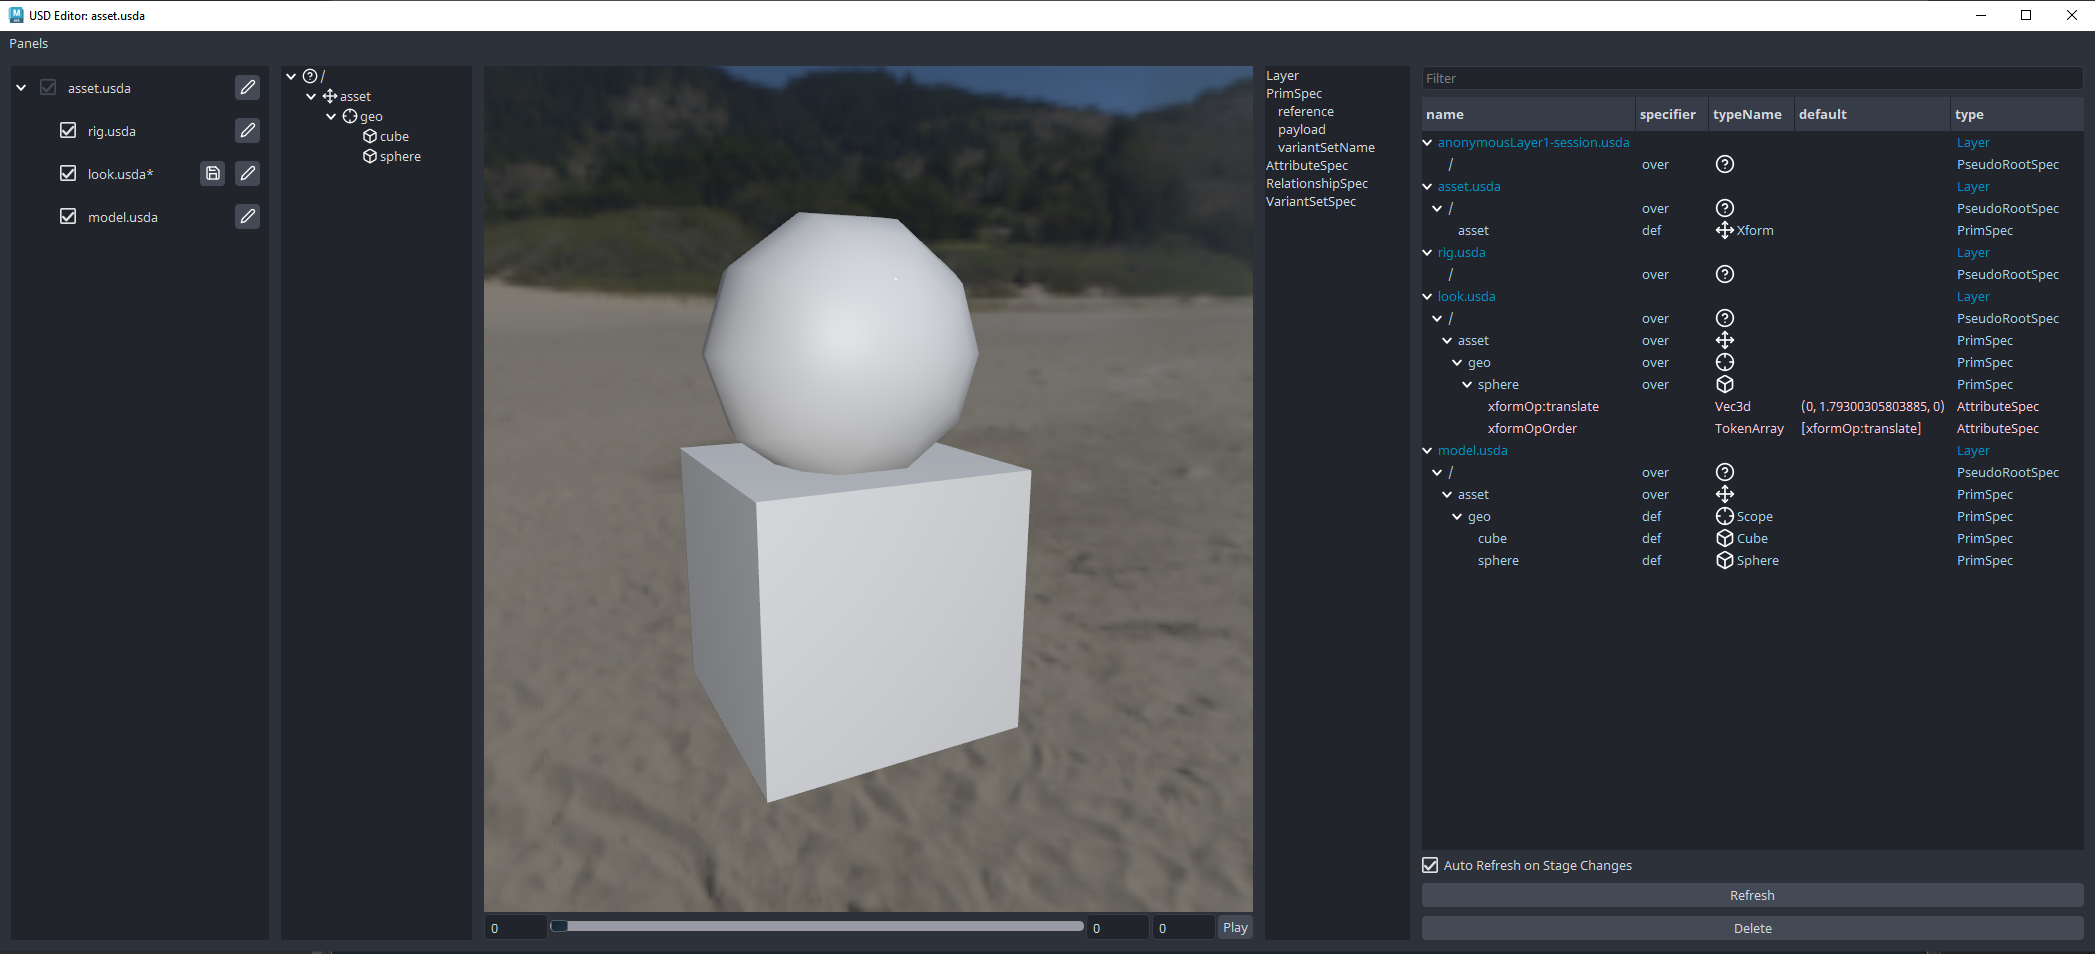 USD Editor: asset.usda
Panels
asset.usda
rig.usda
look.usda*
model.usda
/
asset
geo
cube
sphere
0
0
0
Play
Layer
PrimSpec
reference
payload
variantSetName
AttributeSpec
RelationshipSpec
VariantSetSpec
Filter
name specifier typeName default type
anonymousLayer1-session.usda Layer
/ over PseudoRootSpec
asset.usda Layer
/ over PseudoRootSpec
asset def Xform PrimSpec
rig.usda Layer
/ over PseudoRootSpec
look.usda Layer
/ over PseudoRootSpec
asset over PrimSpec
geo over PrimSpec
sphere over PrimSpec
xformOp:translate Vec3d (0, 1.79300305803885, 0) AttributeSpec
xformOpOrder TokenArray [xformOp:translate] AttributeSpec
model.usda Layer
/ over PseudoRootSpec
asset over PrimSpec
geo def Scope PrimSpec
cube def Cube PrimSpec
sphere def Sphere PrimSpec
Auto Refresh on Stage Changes
Refresh
Delete